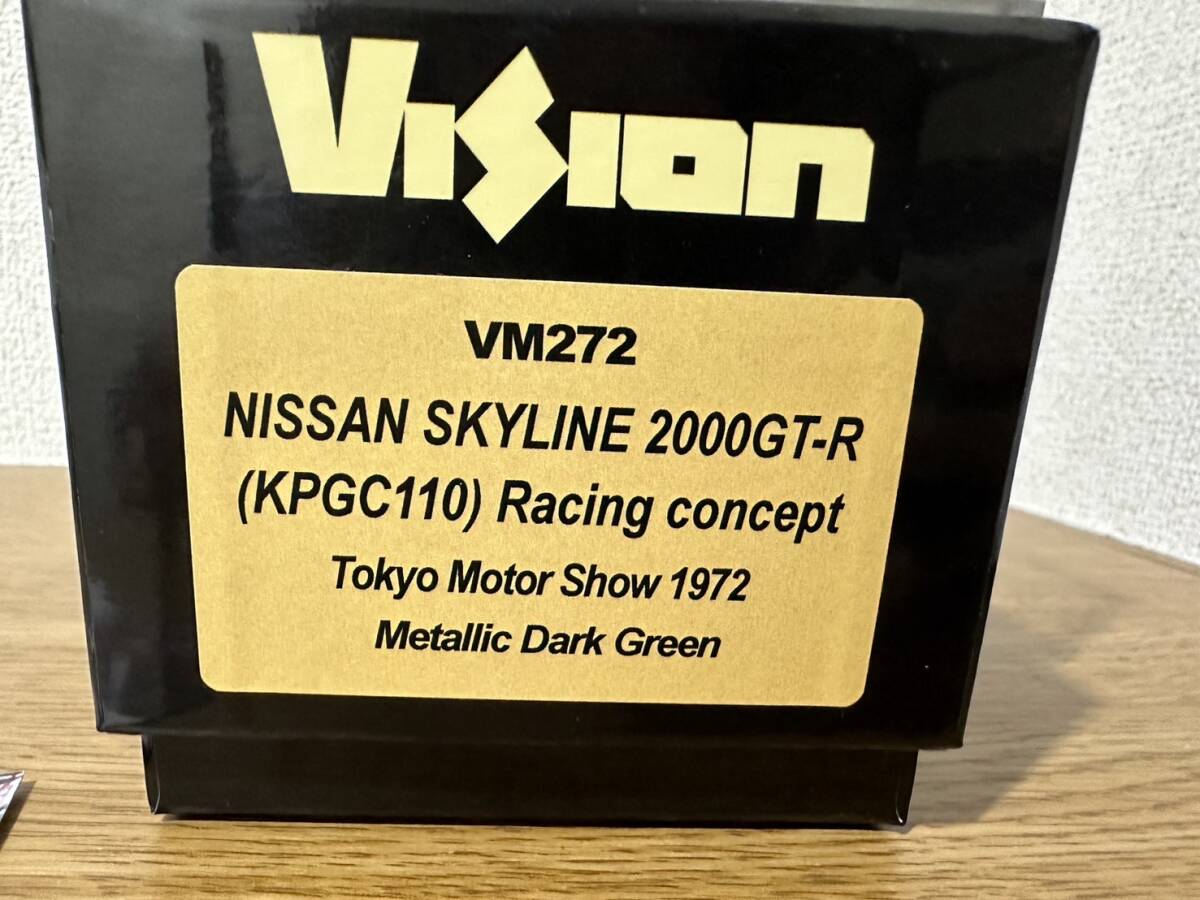 Vision
VM272
NISSAN SKYLINE 2000GT-R
(KPGC110) Racing concept
Tokyo Motor Show 1972
Metallic Dark Green